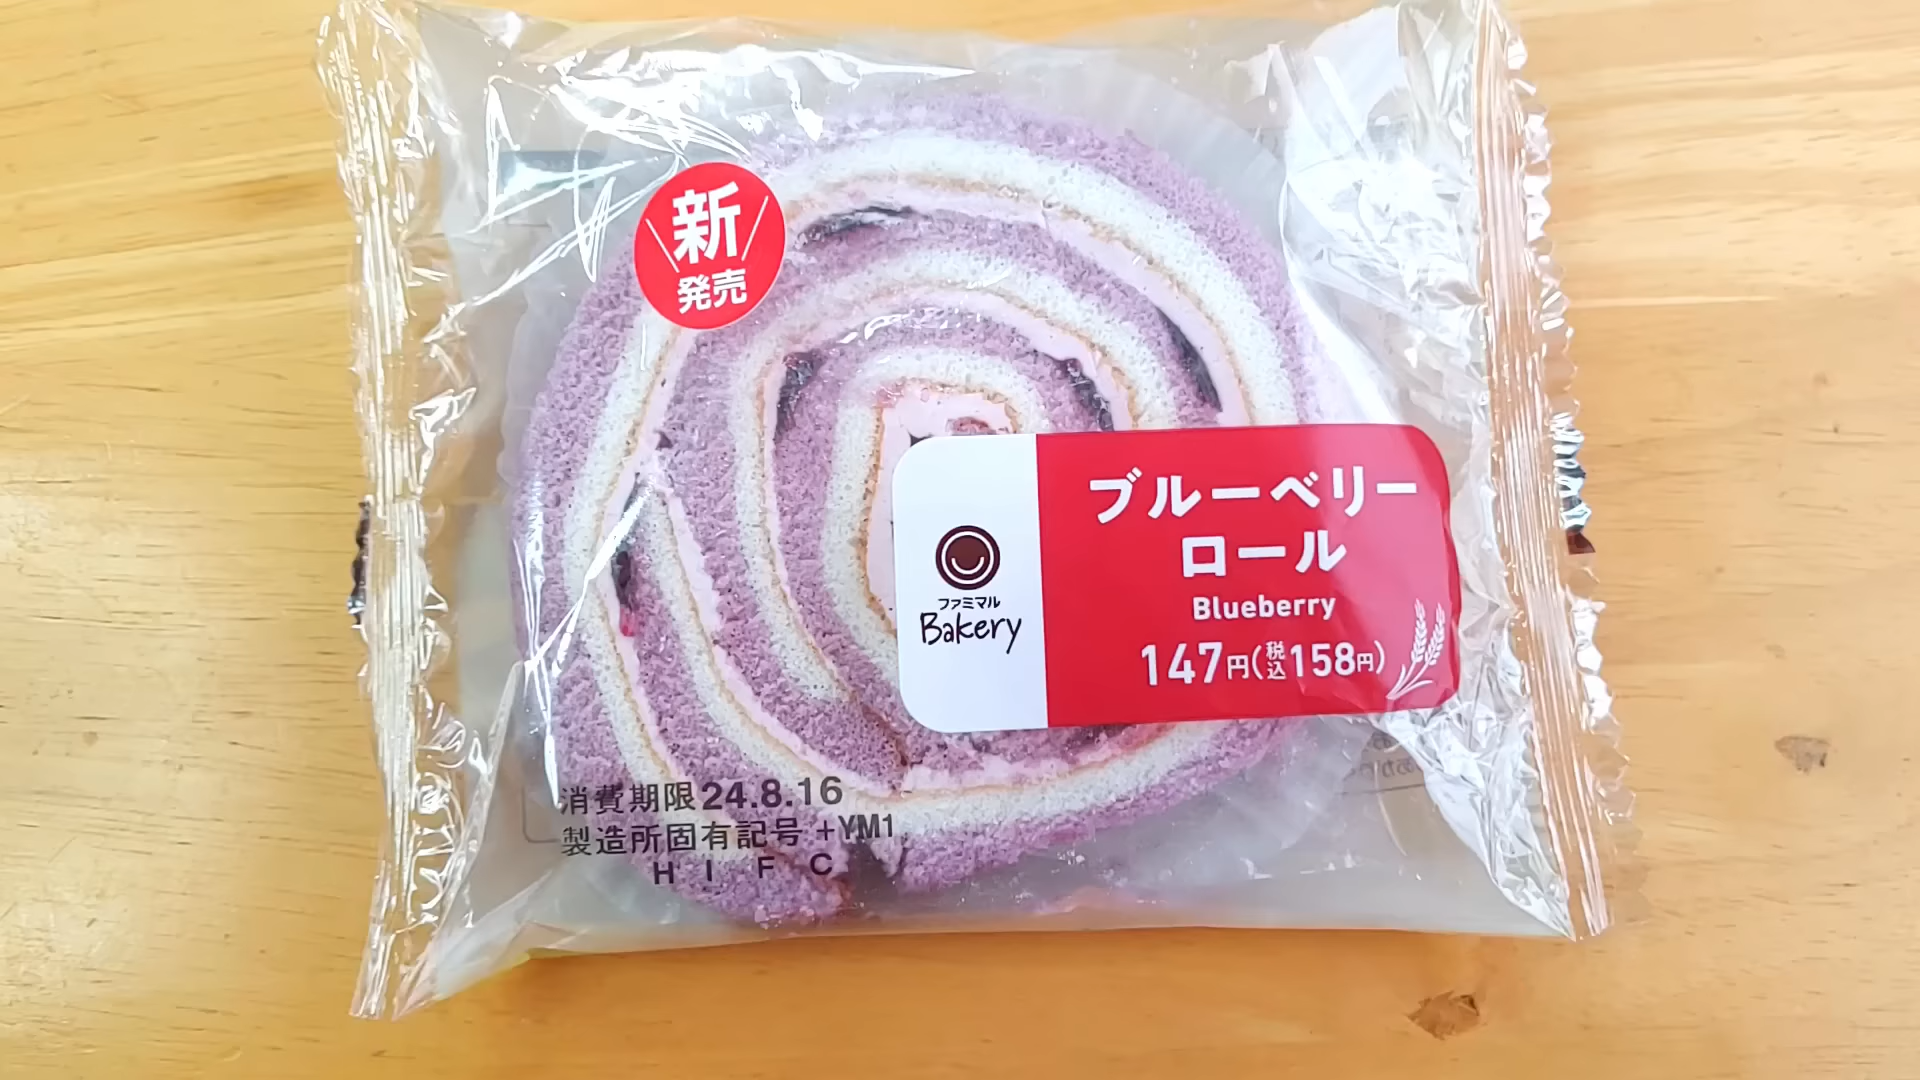 新
発売
ブルーベリー
ロール
Blueberry
147円(税込158円)
ファミマル
Bakery
消費期限24.8.16
製造所固有記号+YM1
H I F C